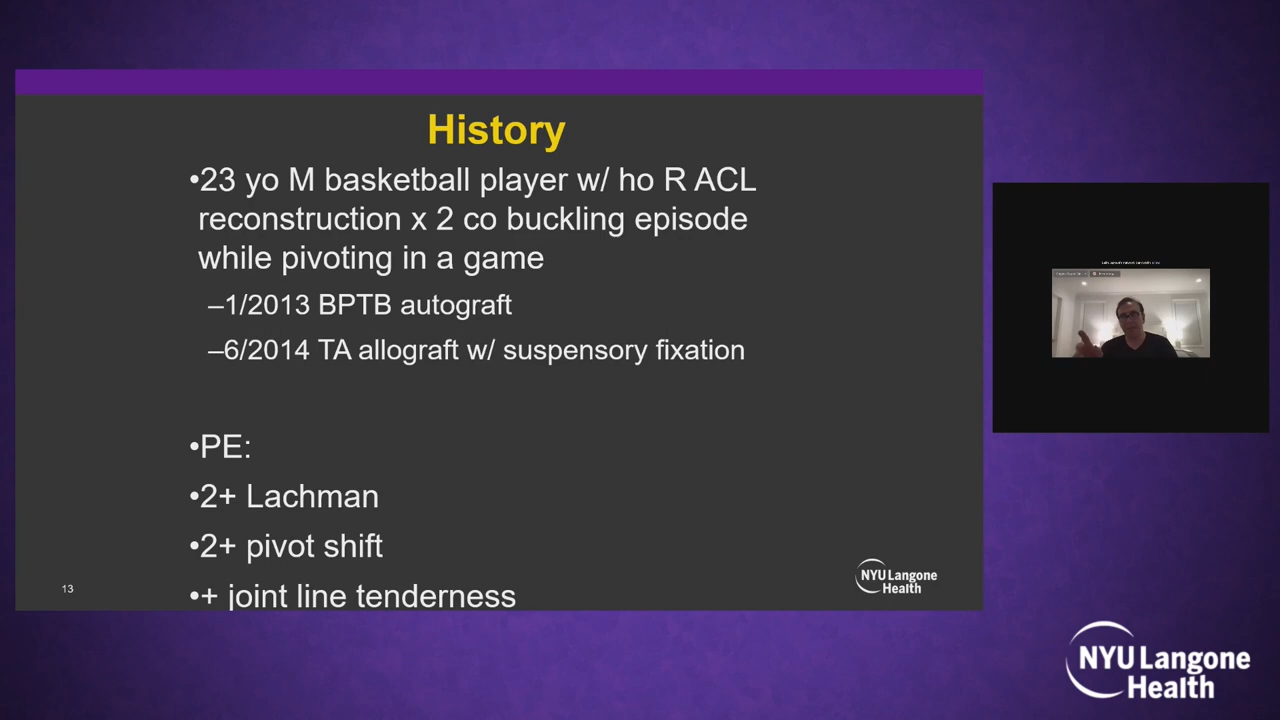 History
•23 yo M basketball player w/ ho R ACL
reconstruction x 2 co buckling episode
while pivoting in a game
–1/2013 BPTB autograft
–6/2014 TA allograft w/ suspensory fixation
•PE:
•2+ Lachman
•2+ pivot shift
•+ joint line tenderness
13
NYU Langone
Health
NYU Langone
Health